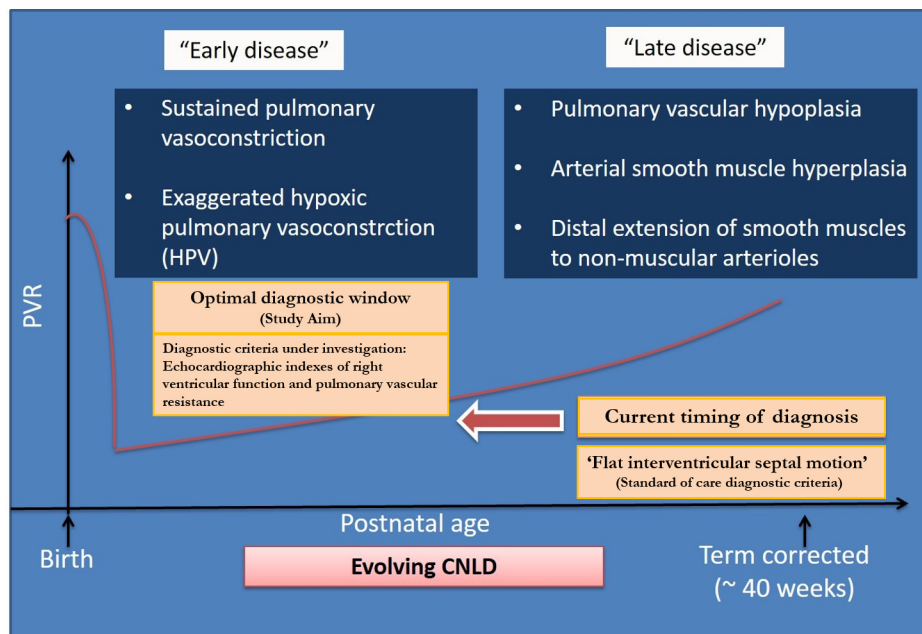 “Early disease”
“Late disease”
• Sustained pulmonary
vasoconstriction
• Exaggerated hypoxic
pulmonary vasoconstrction
(HPV)
• Pulmonary vascular hypoplasia
• Arterial smooth muscle hyperplasia
• Distal extension of smooth muscles
to non-muscular arterioles
PVR
Optimal diagnostic window
(Study Aim)
Diagnostic criteria under investigation:
Echocardiographic indexes of right
ventricular function and pulmonary vascular
resistance
Current timing of diagnosis
‘Flat interventricular septal motion’
(Standard of care diagnostic criteria)
Postnatal age
Birth
Evolving CNLD
Term corrected
(~ 40 weeks)